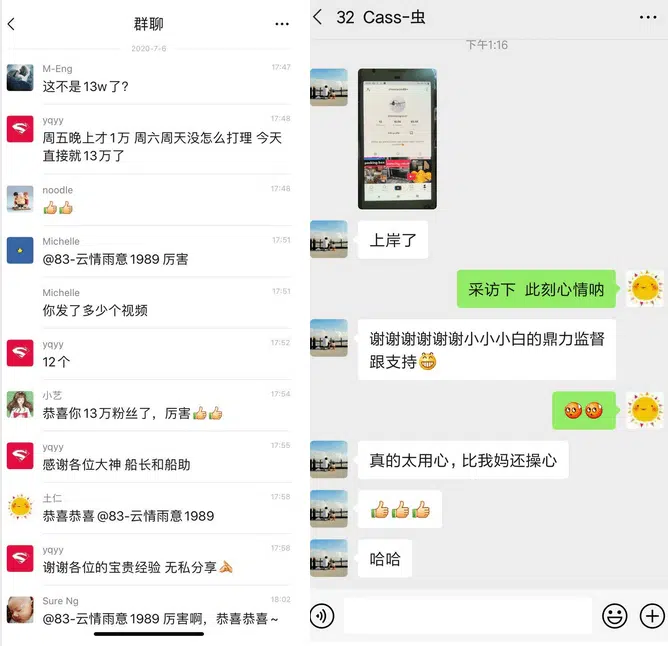 群聊
2020-7-6
M-Eng
17:47
这不是13w了?
yqyy
17:48
周五晚上才1万 周六周天没怎么打理 今天
直接就13万了
noodle
17:48
Michelle
17:51
@83-云情雨意1989 厉害
Michelle
17:51
你发了多少个视频
yqyy
17:52
12个
小艺
17:54
恭喜你13万粉丝了，厉害
yqyy
17:55
感谢各位大神 船长和船助
土仁
17:58
恭喜恭喜@83-云情雨意1989
yqyy
17:58
谢谢各位的宝贵经验 无私分享
Sure Ng
18:02
@83-云情雨意1989 厉害啊，恭喜恭喜~
32 Cass-虫
下午1:16
上岸了
采访下 此刻心情呐
谢谢谢谢谢谢小小小白的鼎力监督
跟支持
真的太用心，比我妈还操心
哈哈